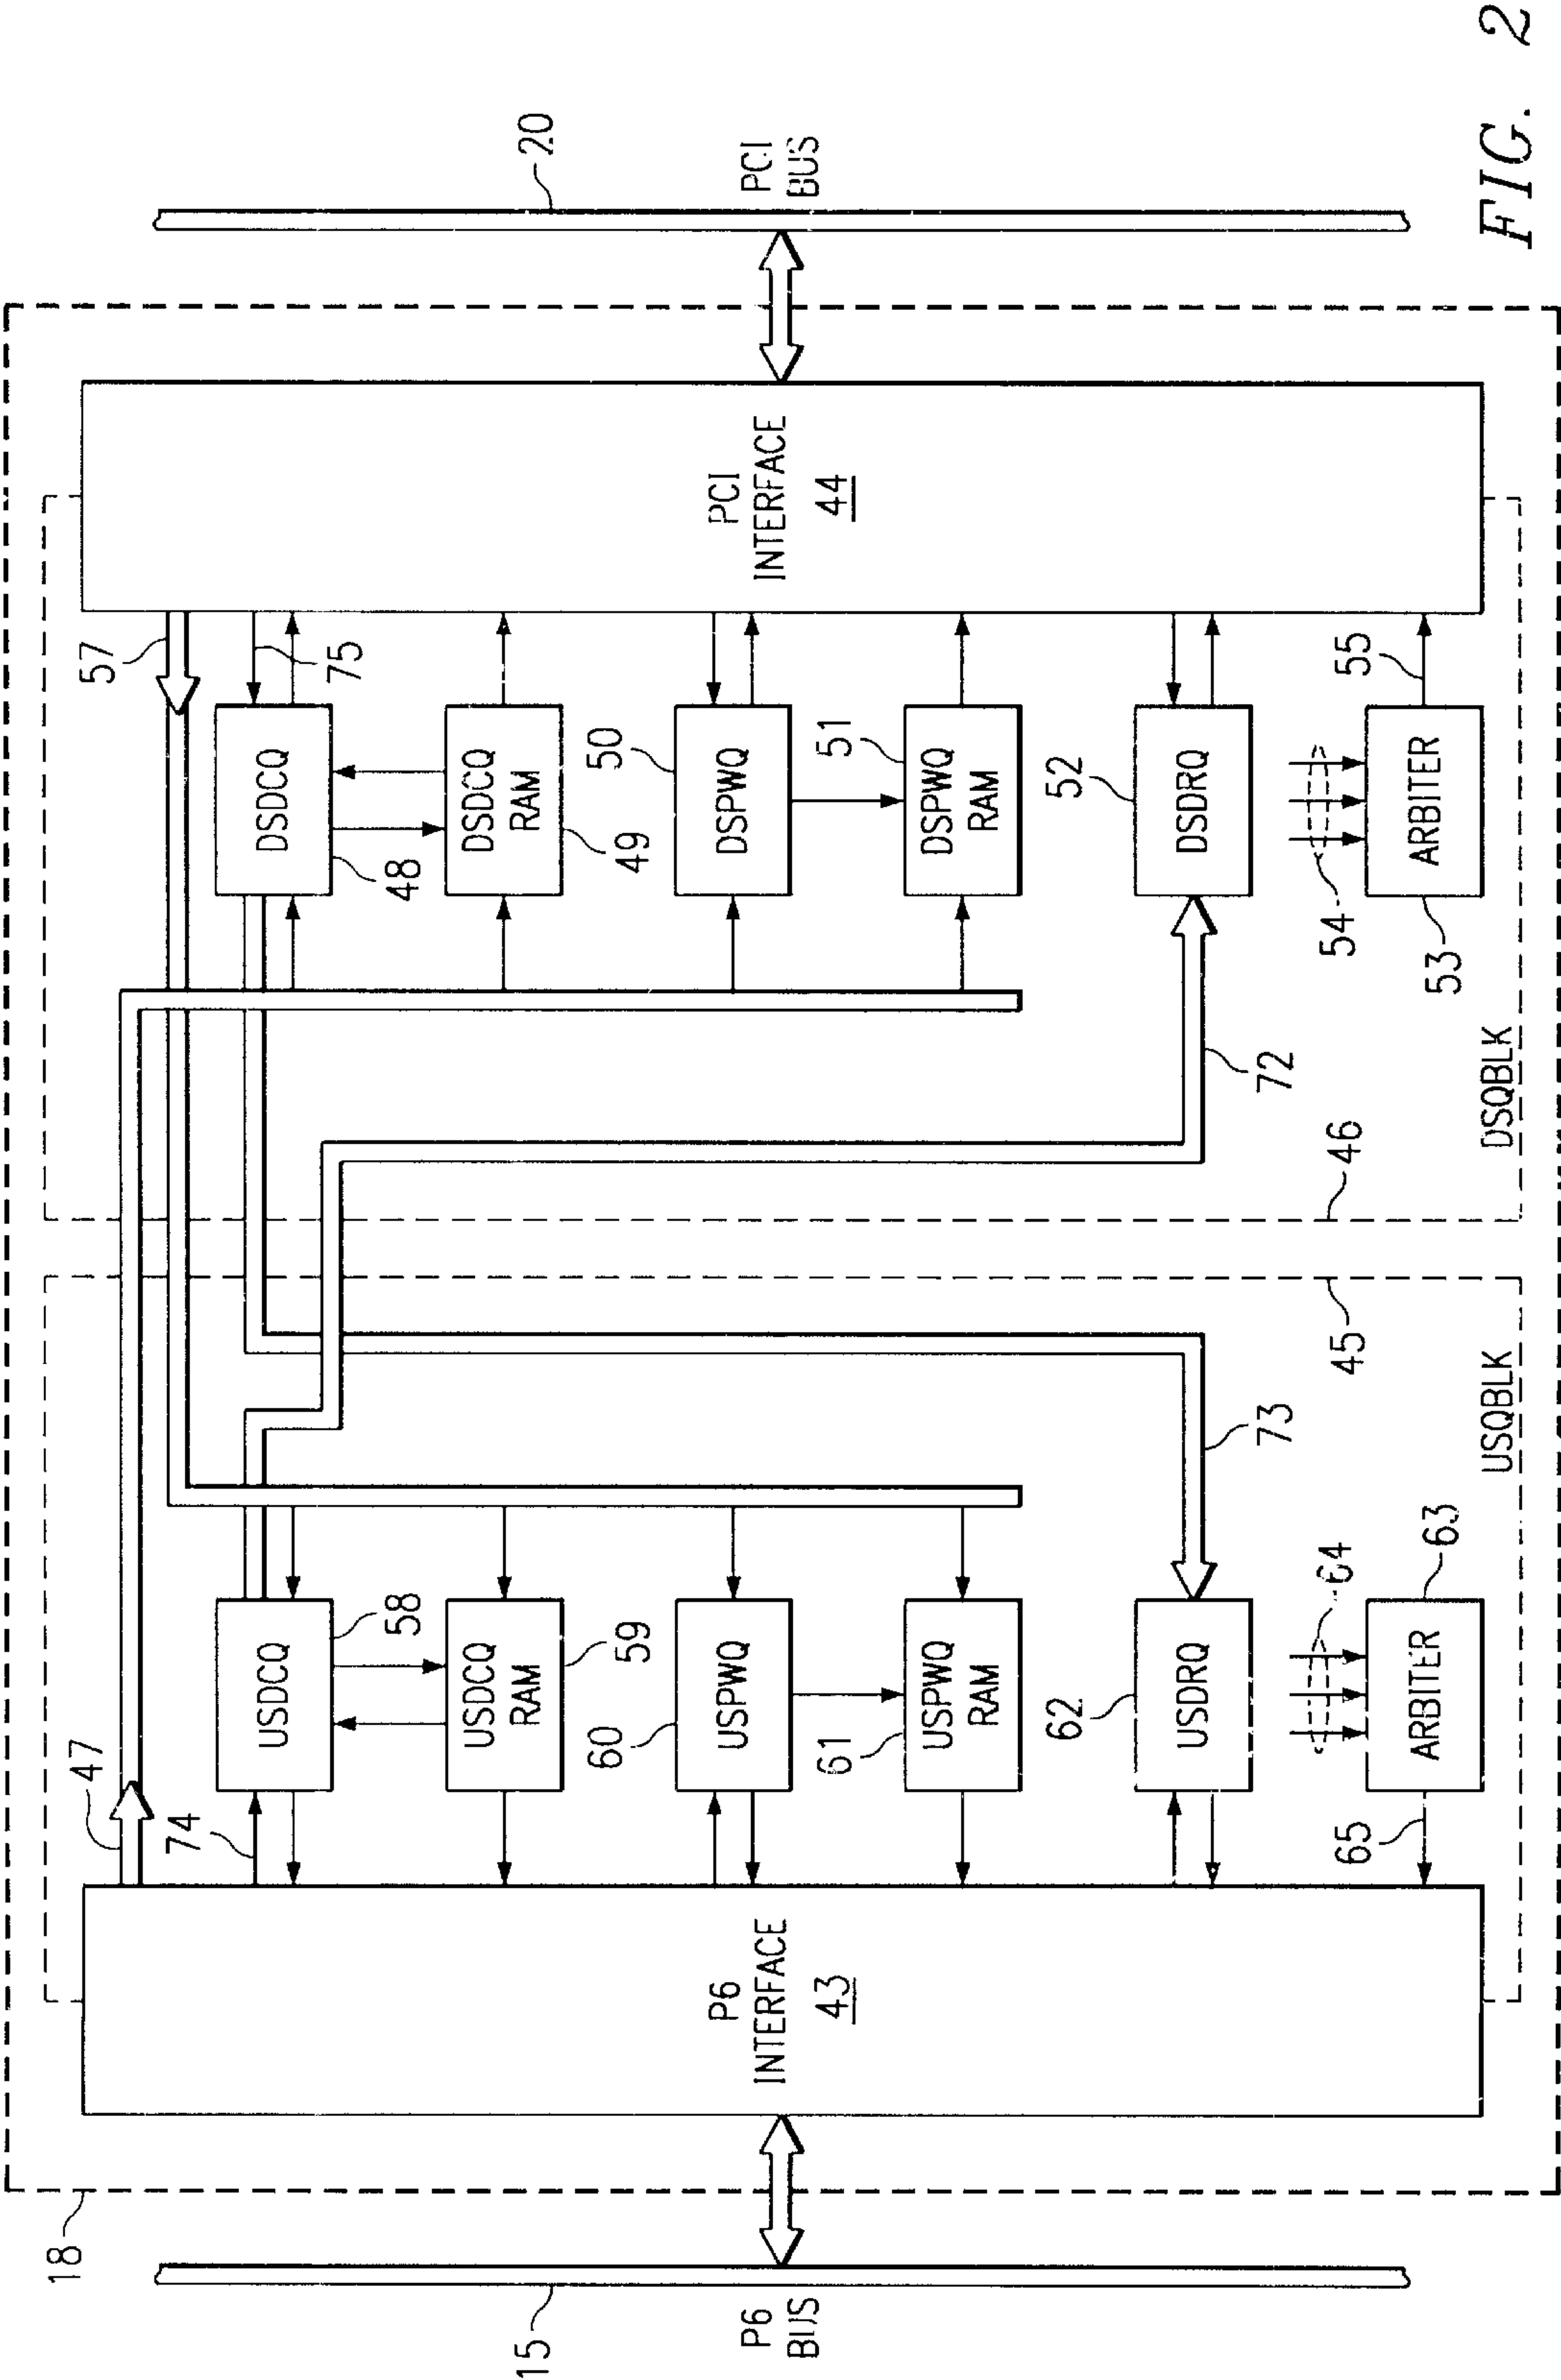 18
15
P6
BUS
P6
INTERFACE
43
47
74
USDCQ
58
USDCQ
RAM
59
60
USPWQ
61
USPWQ
RAM
62
USDRQ
64
ARBITER
63
65
73
45
USQBLK
57
75
DSDCQ
48
DSDCQ
RAM
49
50
DSPWQ
51
DSPWQ
RAM
52
DSDRQ
54
ARBITER
53
55
72
46
DSQBLK
PCI
INTERFACE
44
20
PCI
BUS
FIG. 2